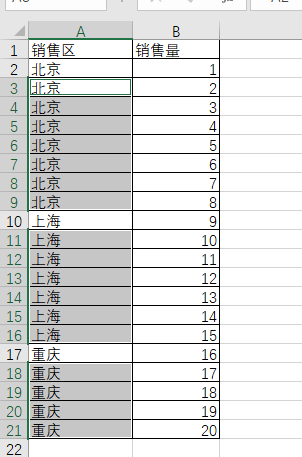 A B
1 销售区 销售量
2 北京 1
3 北京 2
4 北京 3
5 北京 4
6 北京 5
7 北京 6
8 北京 7
9 北京 8
10 上海 9
11 上海 10
12 上海 11
13 上海 12
14 上海 13
15 上海 14
16 上海 15
17 重庆 16
18 重庆 17
19 重庆 18
20 重庆 19
21 重庆 20
22